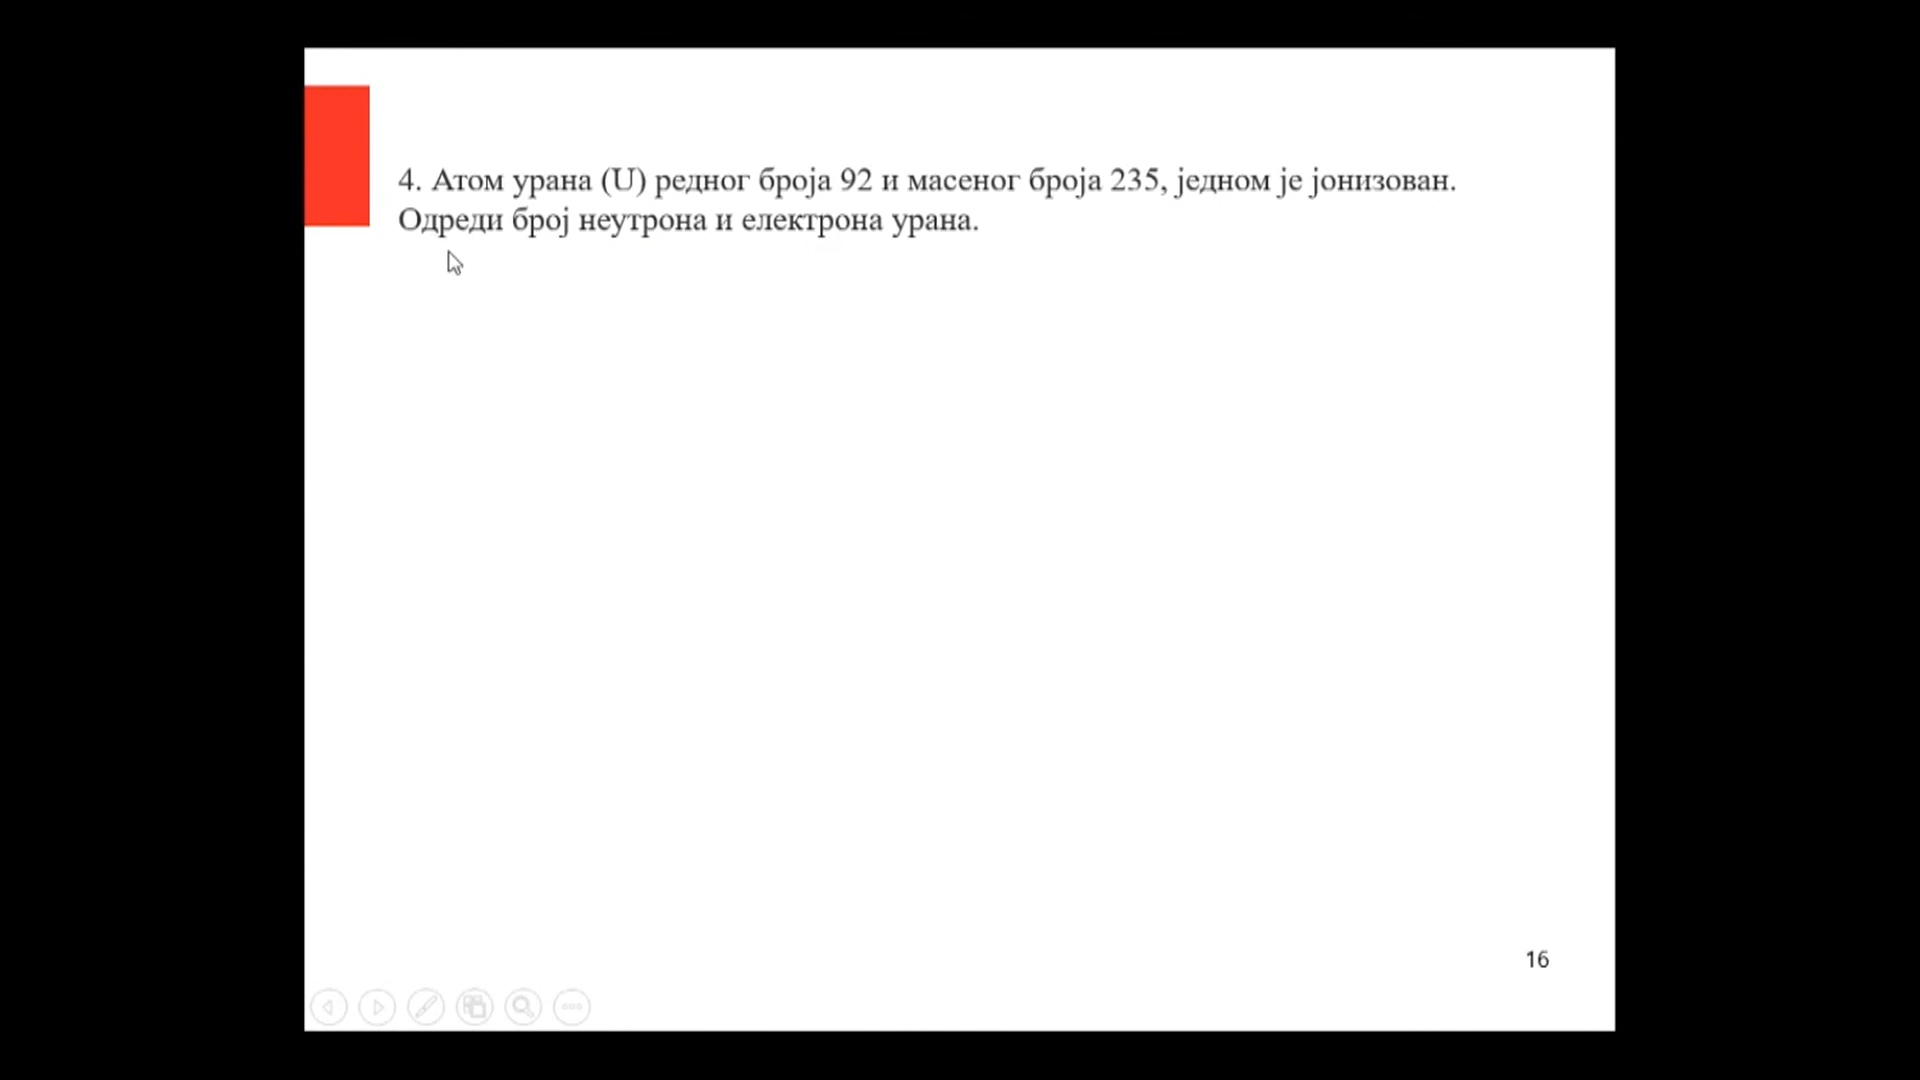 4. Атом урана (U) редног броја 92 и масеног броја 235, једном је јонизован.
Одреди број неутрона и електрона урана.
16